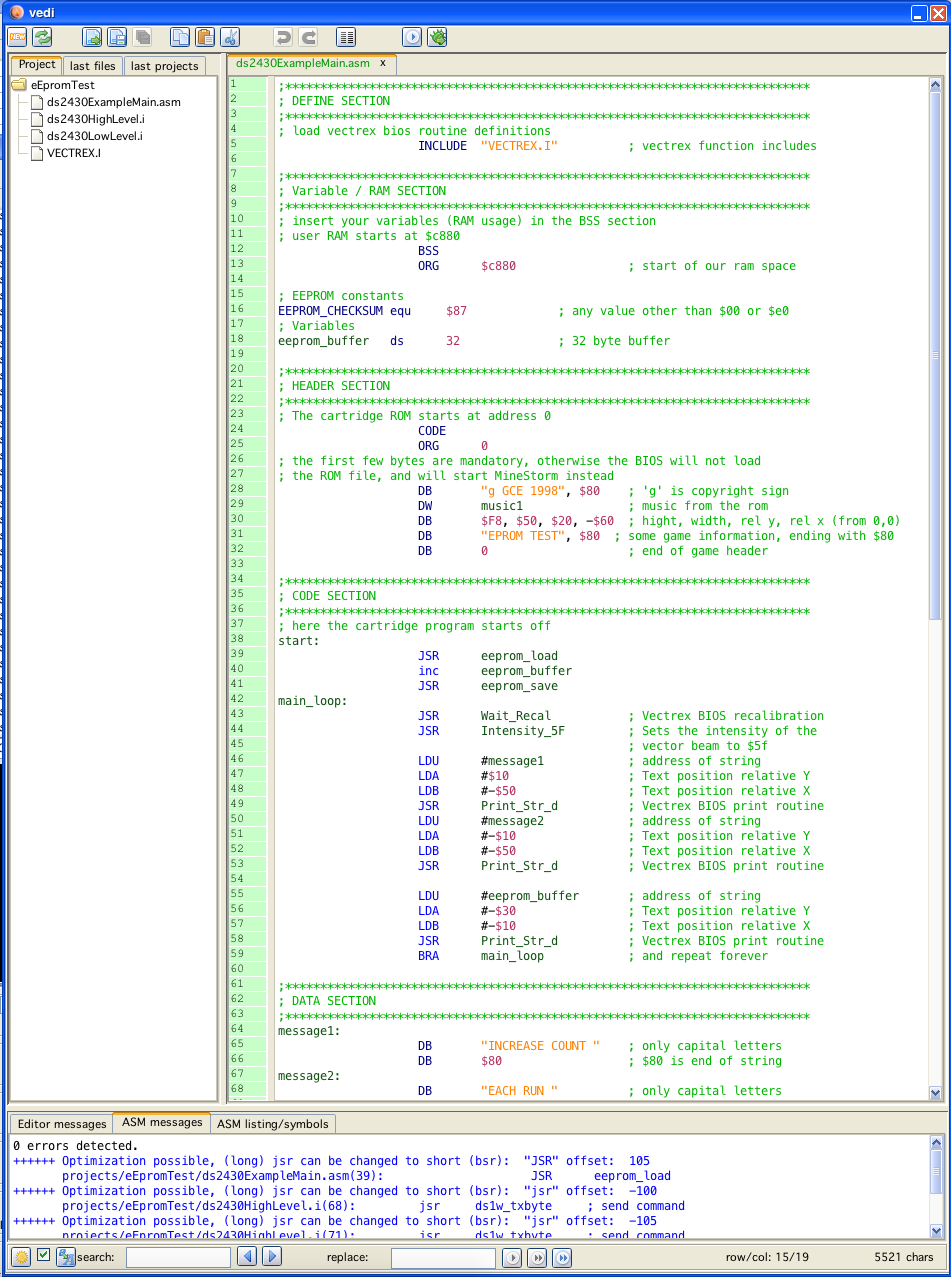 vedi
NEW
Project last files last projects
eEpromTest
ds2430ExampleMain.asm
ds2430HighLevel.i
ds2430LowLevel.i
VECTREX.I
ds2430ExampleMain.asm x
1 ;***************************************************************************
2 ; DEFINE SECTION
3 ;***************************************************************************
4 ; load vectrex bios routine definitions
5 INCLUDE "VECTREX.I" ; vectrex function includes
6
7 ;***************************************************************************
8 ; Variable / RAM SECTION
9 ;***************************************************************************
10 ; insert your variables (RAM usage) in the BSS section
11 ; user RAM starts at $c880
12 BSS
13 ORG $c880 ; start of our ram space
14
15 ; EEPROM constants
16 EEPROM_CHECKSUM equ $87 ; any value other than $00 or $e0
17 ; Variables
18 eeprom_buffer ds 32 ; 32 byte buffer
19
20 ;***************************************************************************
21 ; HEADER SECTION
22 ;***************************************************************************
23 ; The cartridge ROM starts at address 0
24 CODE
25 ORG 0
26 ; the first few bytes are mandatory, otherwise the BIOS will not load
27 ; the ROM file, and will start MineStorm instead
28 DB "g GCE 1998", $80 ; 'g' is copyright sign
29 DW music1 ; music from the rom
30 DB $F8, $50, $20, -$60 ; hight, width, rel y, rel x (from 0,0)
31 DB "EPROM TEST", $80 ; some game information, ending with $80
32 DB 0 ; end of game header
33
34 ;***************************************************************************
35 ; CODE SECTION
36 ;***************************************************************************
37 ; here the cartridge program starts off
38 start:
39 JSR eeprom_load
40 inc eeprom_buffer
41 JSR eeprom_save
42 main_loop:
43 JSR Wait_Recal ; Vectrex BIOS recalibration
44 JSR Intensity_5F ; Sets the intensity of the
45 ; vector beam to $5f
46 LDU #message1 ; address of string
47 LDA #$10 ; Text position relative Y
48 LDB #-$50 ; Text position relative X
49 JSR Print_Str_d ; Vectrex BIOS print routine
50 LDU #message2 ; address of string
51 LDA #-$10 ; Text position relative Y
52 LDB #-$50 ; Text position relative X
53 JSR Print_Str_d ; Vectrex BIOS print routine
54
55 LDU #eeprom_buffer ; address of string
56 LDA #-$30 ; Text position relative Y
57 LDB #-$10 ; Text position relative X
58 JSR Print_Str_d ; Vectrex BIOS print routine
59 BRA main_loop ; and repeat forever
60
61 ;***************************************************************************
62 ; DATA SECTION
63 ;***************************************************************************
64 message1:
65 DB "INCREASE COUNT " ; only capital letters
66 DB $80 ; $80 is end of string
67 message2:
68 DB "EACH RUN " ; only capital letters
Editor messages ASM messages ASM listing/symbols
0 errors detected.
++++++ Optimization possible, (long) jsr can be changed to short (bsr): "JSR" offset: 105
projects/eEpromTest/ds2430ExampleMain.asm(39): JSR eeprom_load
++++++ Optimization possible, (long) jsr can be changed to short (bsr): "jsr" offset: -100
projects/eEpromTest/ds2430HighLevel.i(68): jsr ds1w_txbyte ; send command
++++++ Optimization possible, (long) jsr can be changed to short (bsr): "jsr" offset: -105
projects/eEpromTest/ds2430HighLevel.i(71): jsr ds1w_txbyte ; send command
search: replace: row/col: 15/19 5521 chars